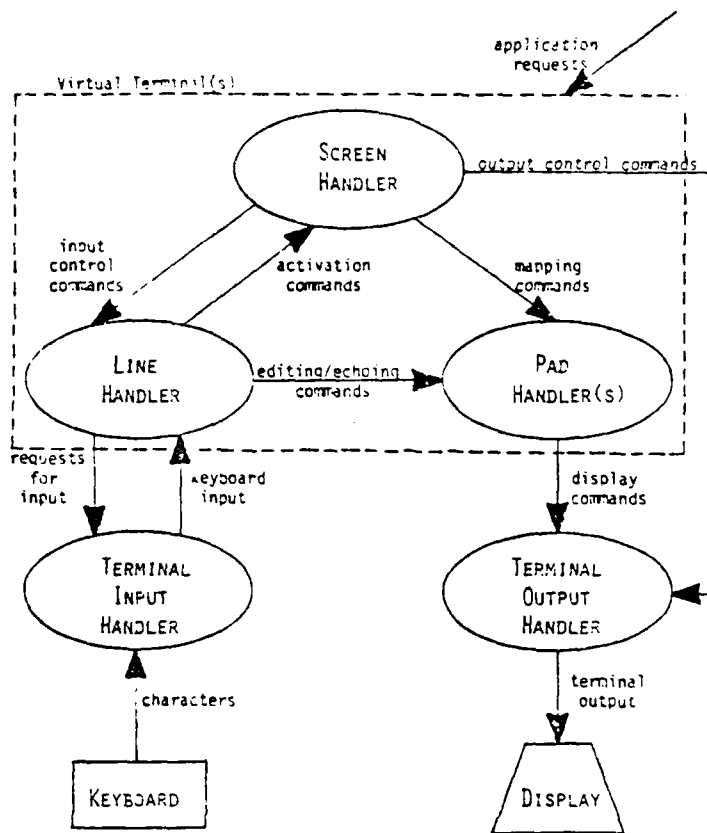 application
requests
Virtual Terminil(s)
SCREEN
HANDLER
output control commands
input
control
commands
activation
commands
mapping
commands
LINE
HANDLER
editing/echoing
commands
PAD
HANDLER(S)
requests
for
input
keyboard
input
display
commands
TERMINAL
INPUT
HANDLER
TERMINAL
OUTPUT
HANDLER
characters
terminal
output
KEYBOARD
DISPLAY